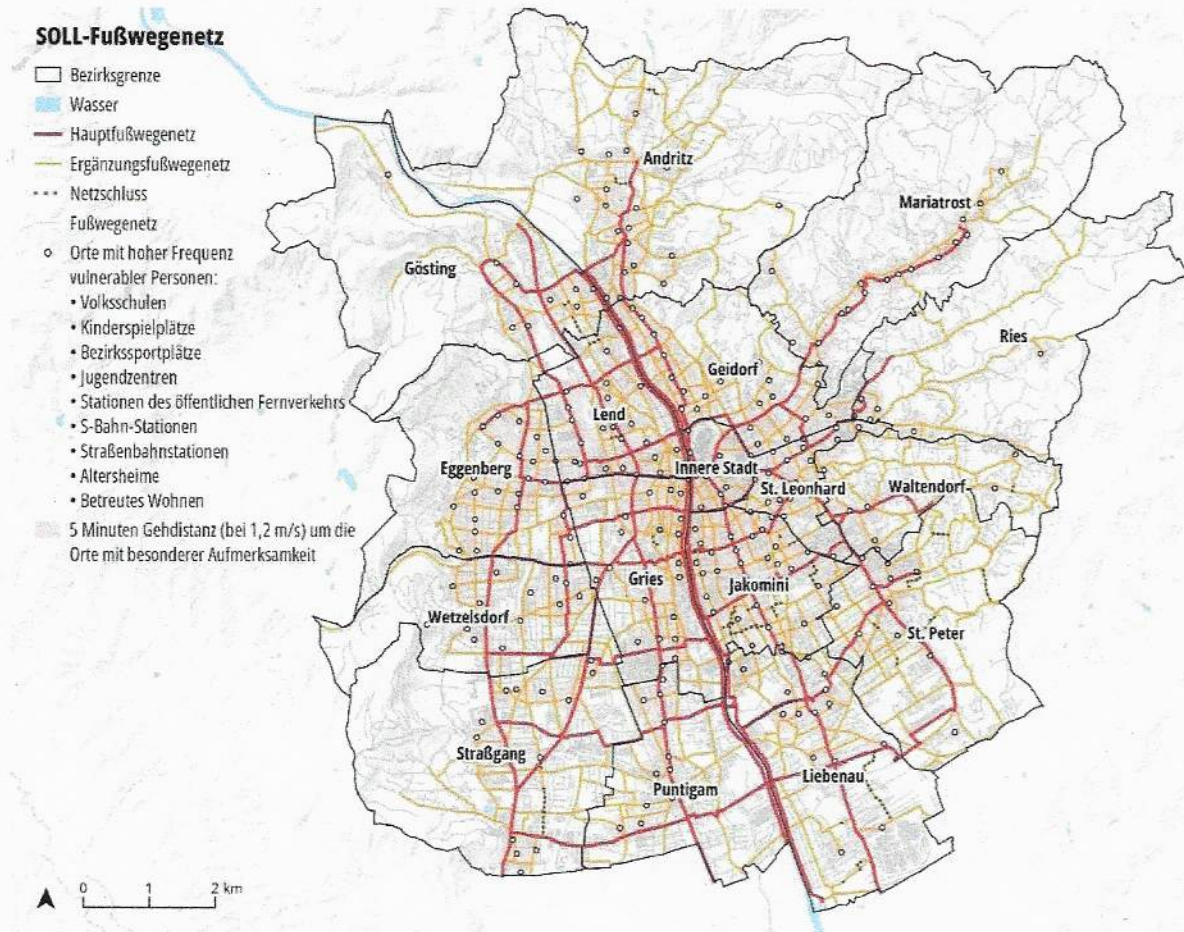 SOLL-Fußwegenetz
Bezirksgrenze
Wasser
Hauptfußwegenetz
Ergänzungsfußwegenetz
Netzschluss
Fußwegenetz
Orte mit hoher Frequenz
vulnerabler Personen:
• Volksschulen
• Kinderspielplätze
• Bezirkssportplätze
• Jugendzentren
• Stationen des öffentlichen Fernverkehrs
• S-Bahn-Stationen
• Straßenbahnstationen
• Altersheime
• Betreutes Wohnen
5 Minuten Gehdistanz (bei 1,2 m/s) um die
Orte mit besonderer Aufmerksamkeit
Andritz
Mariatrost
Gösting
Ries
Geidorf
Lend
Eggenberg
Innere Stadt
St. Leonhard
Waltendorf
Gries
Jakomini
Wetzelsdorf
St. Peter
Straßgang
Liebenau
Puntigam
0 1 2 km